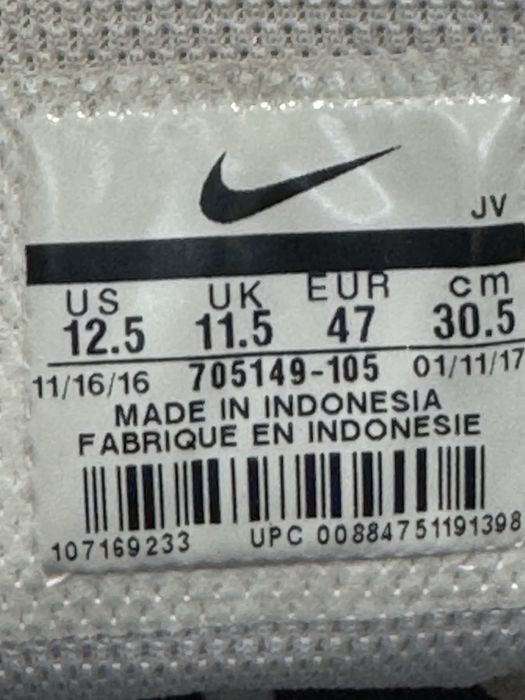 JV
US UK EUR cm
12.5 11.5 47 30.5
11/16/16 705149-105 01/11/17
MADE IN INDONESIA
FABRIQUE EN INDONESIE
107169233 UPC 00884751191398